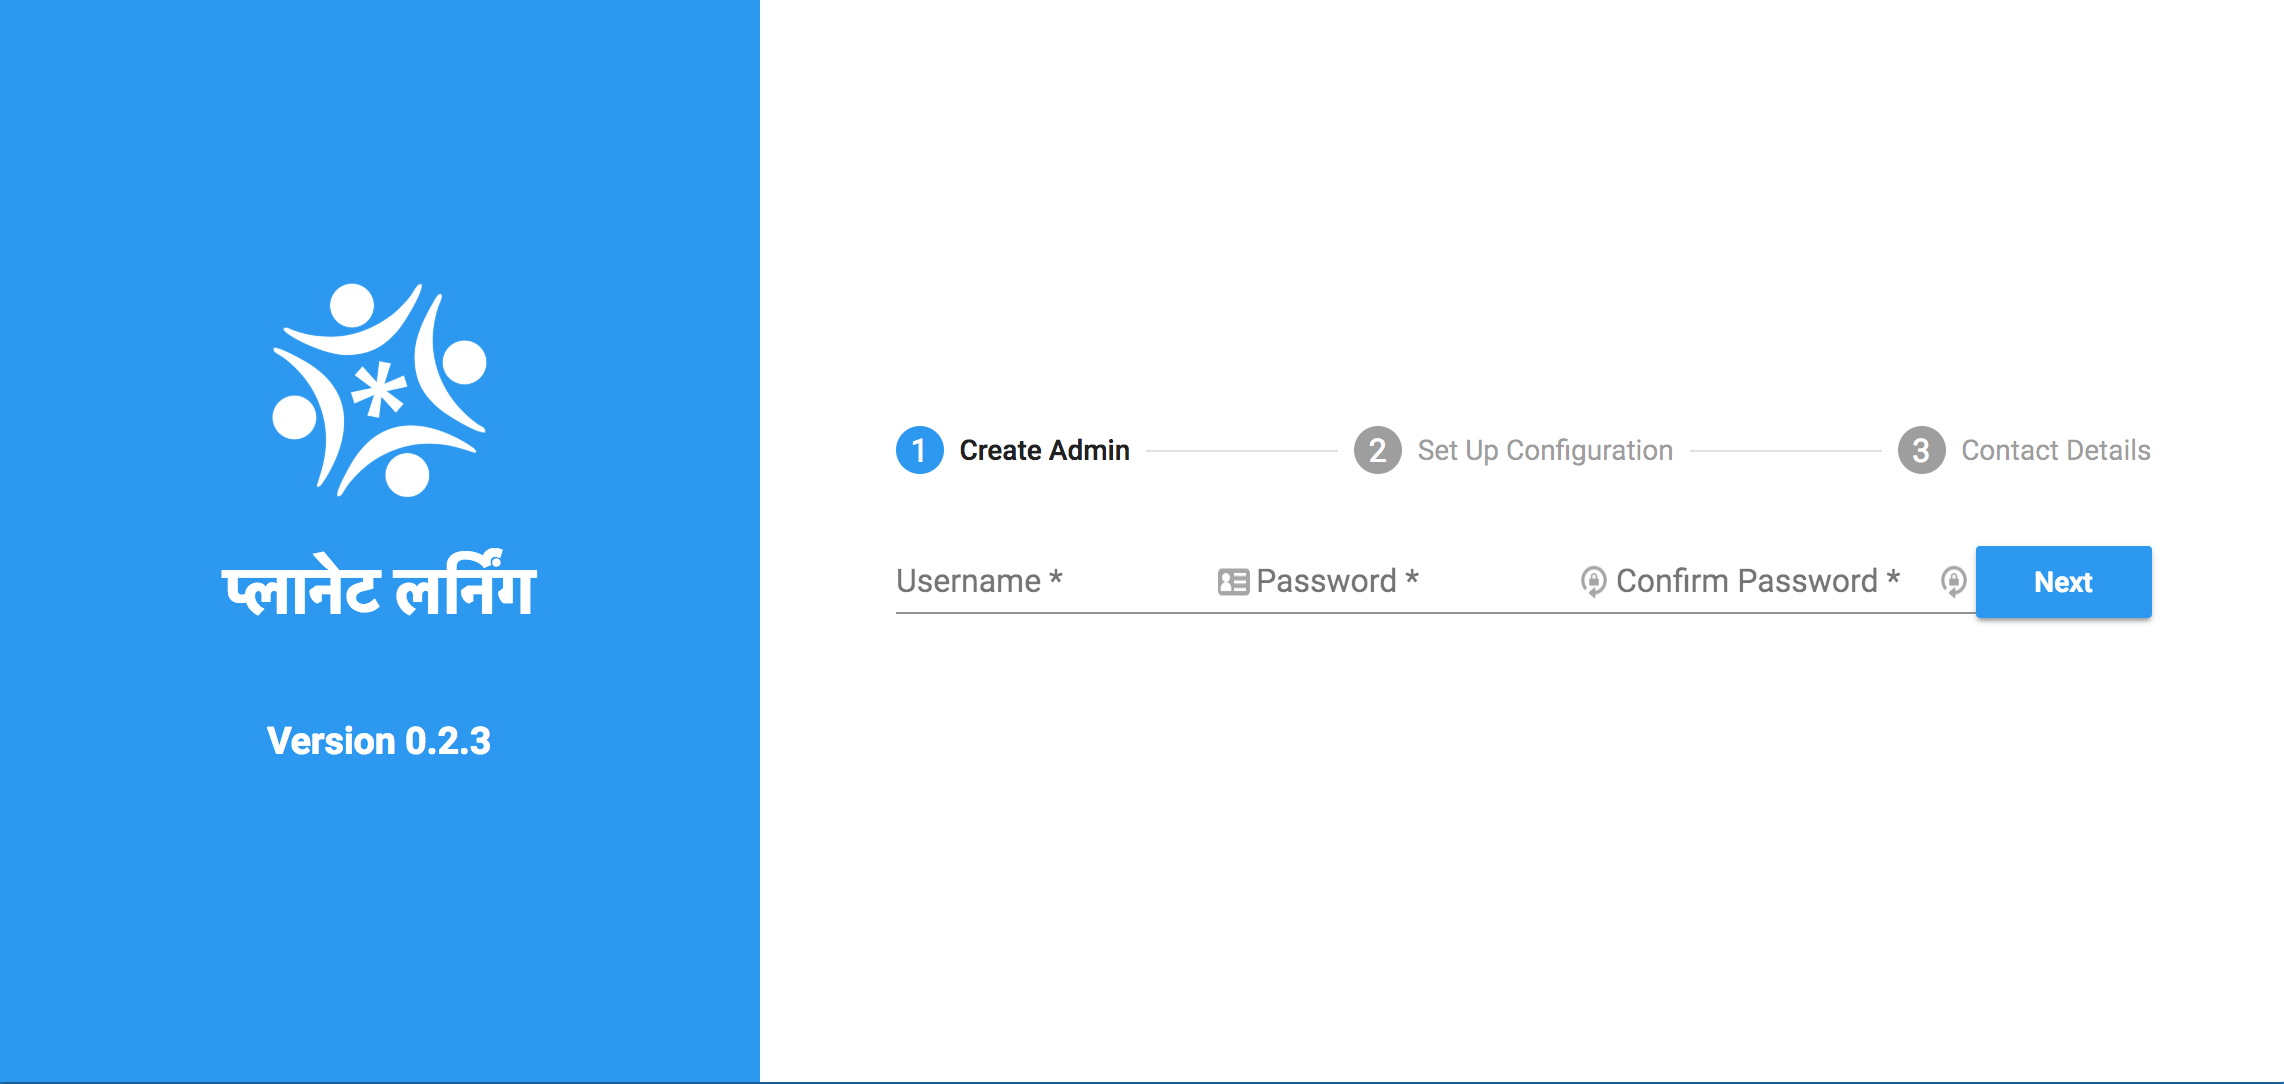 प्लानेट लर्निंग
Version 0.2.3
1 Create Admin 2 Set Up Configuration 3 Contact Details
Username * Password * Confirm Password * Next